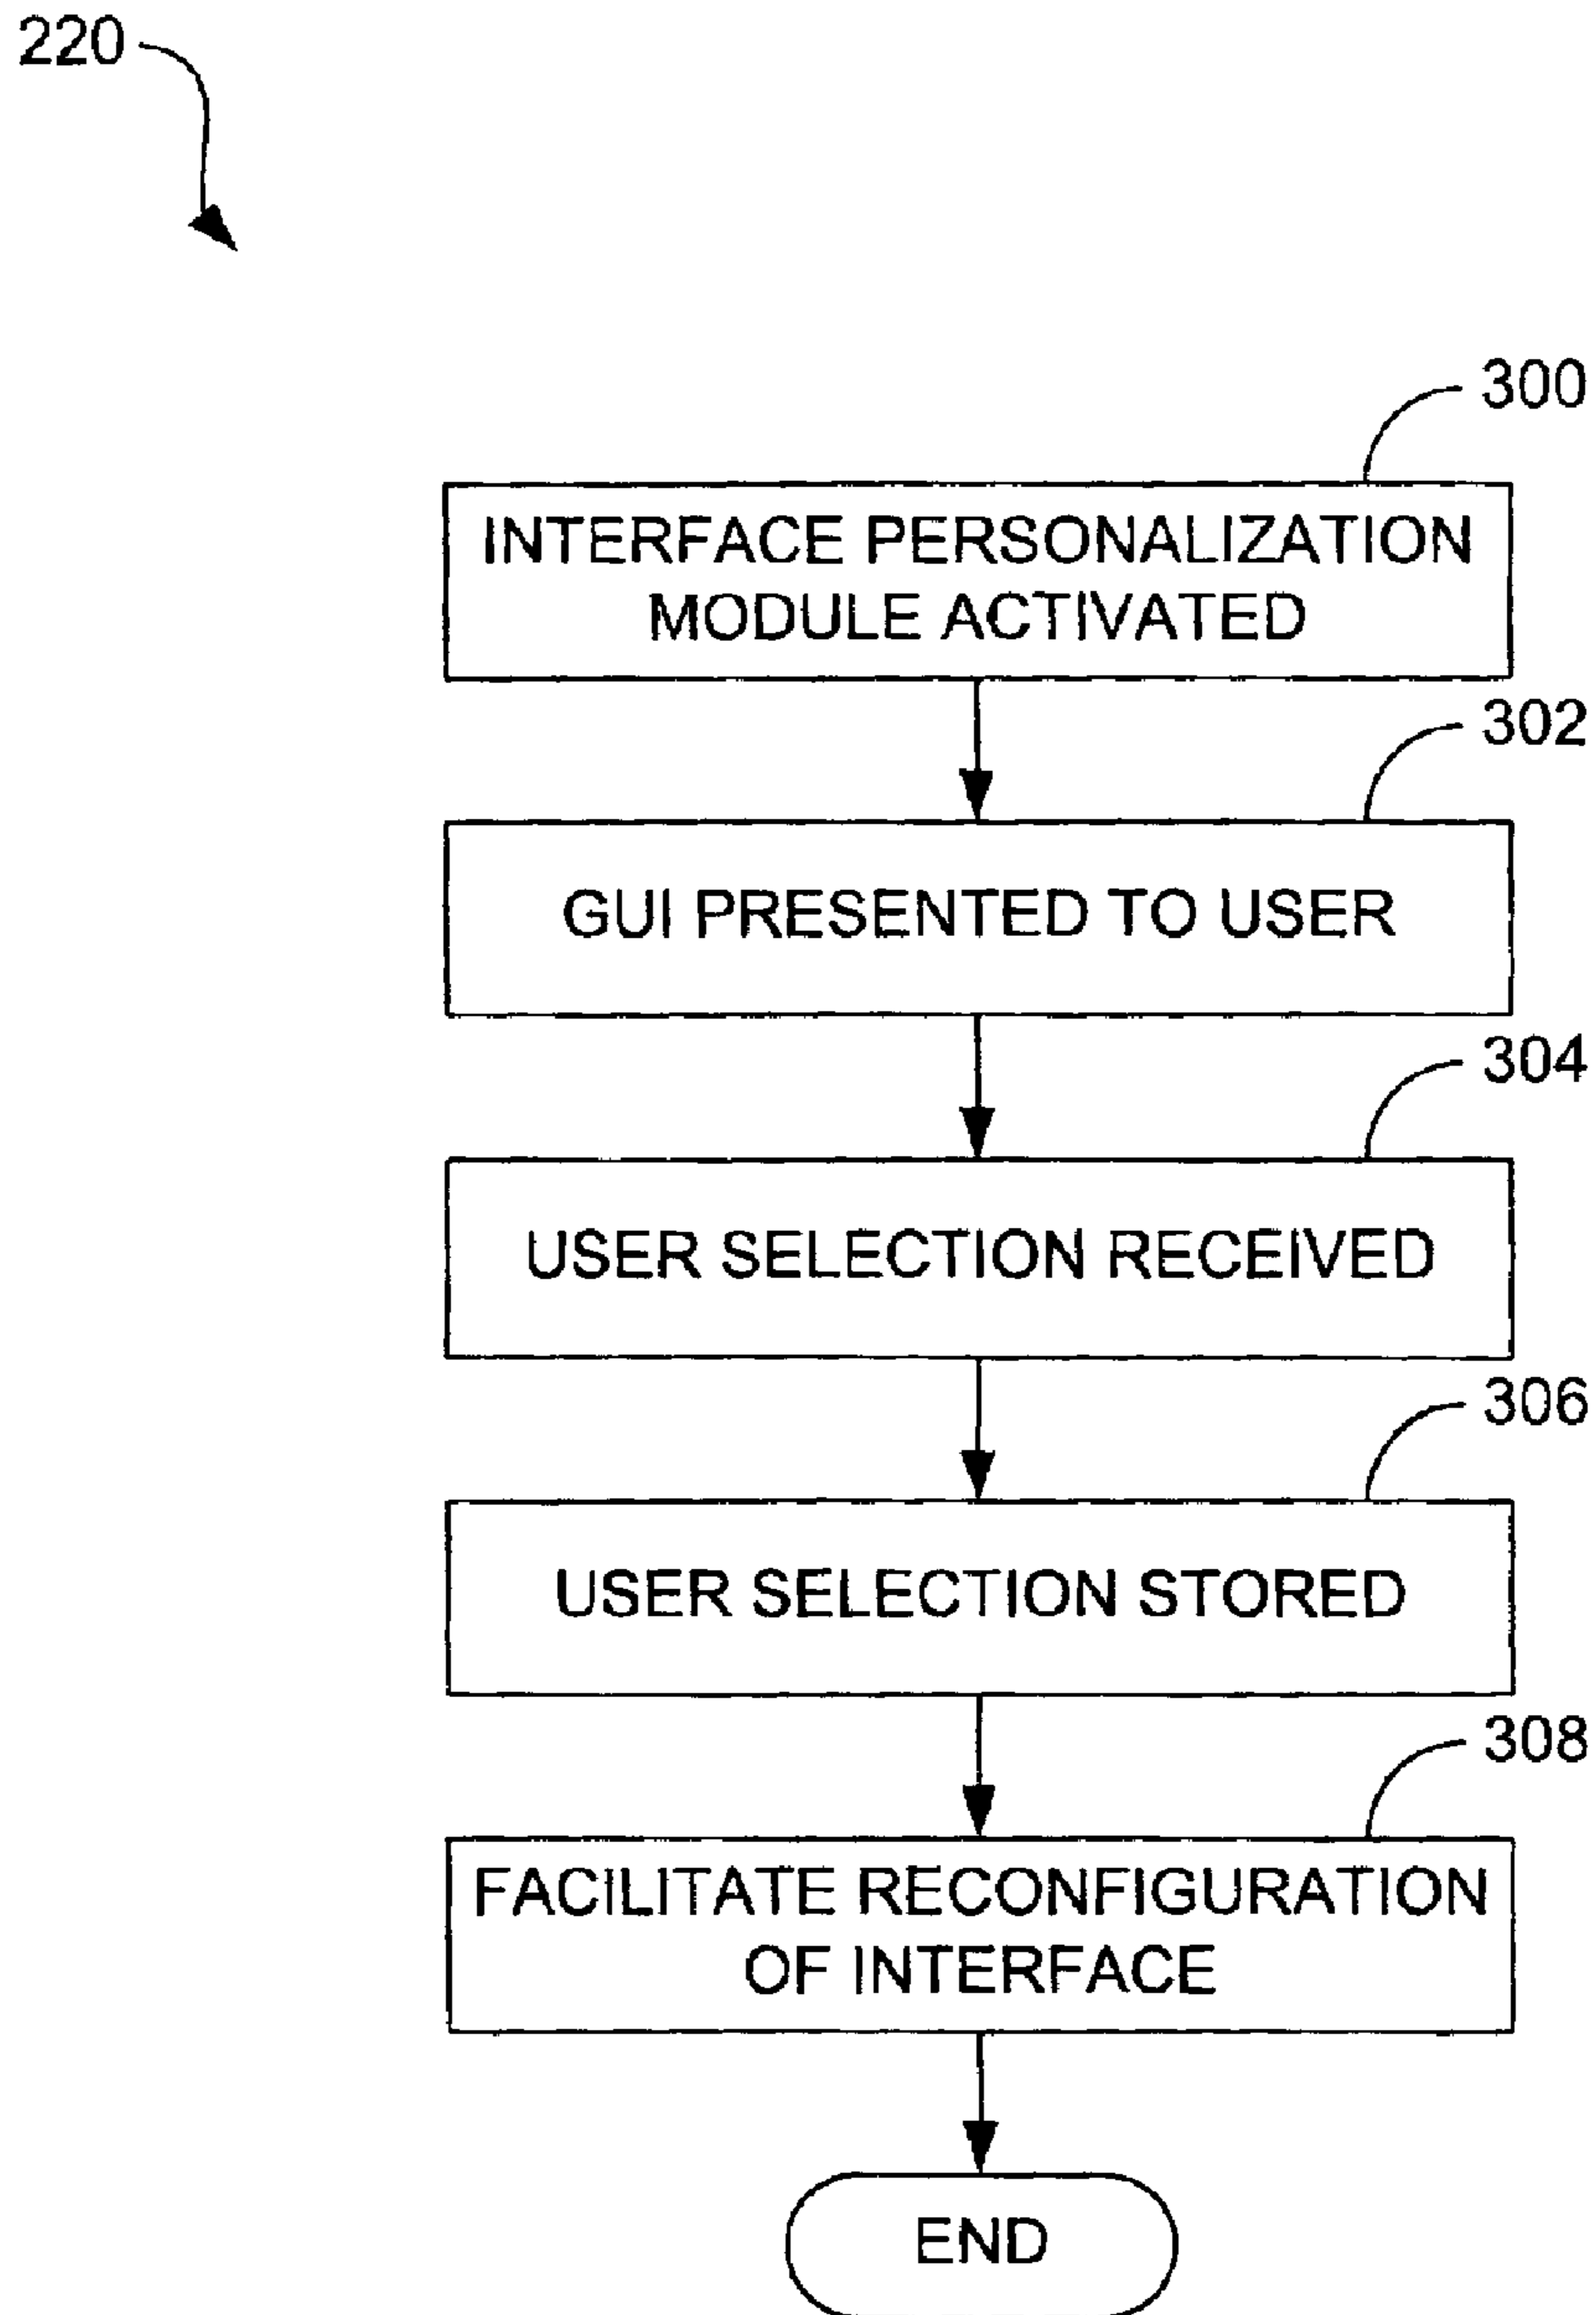 220
300
INTERFACE PERSONALIZATION
MODULE ACTIVATED
302
GUI PRESENTED TO USER
304
USER SELECTION RECEIVED
306
USER SELECTION STORED
308
FACILITATE RECONFIGURATION
OF INTERFACE
END